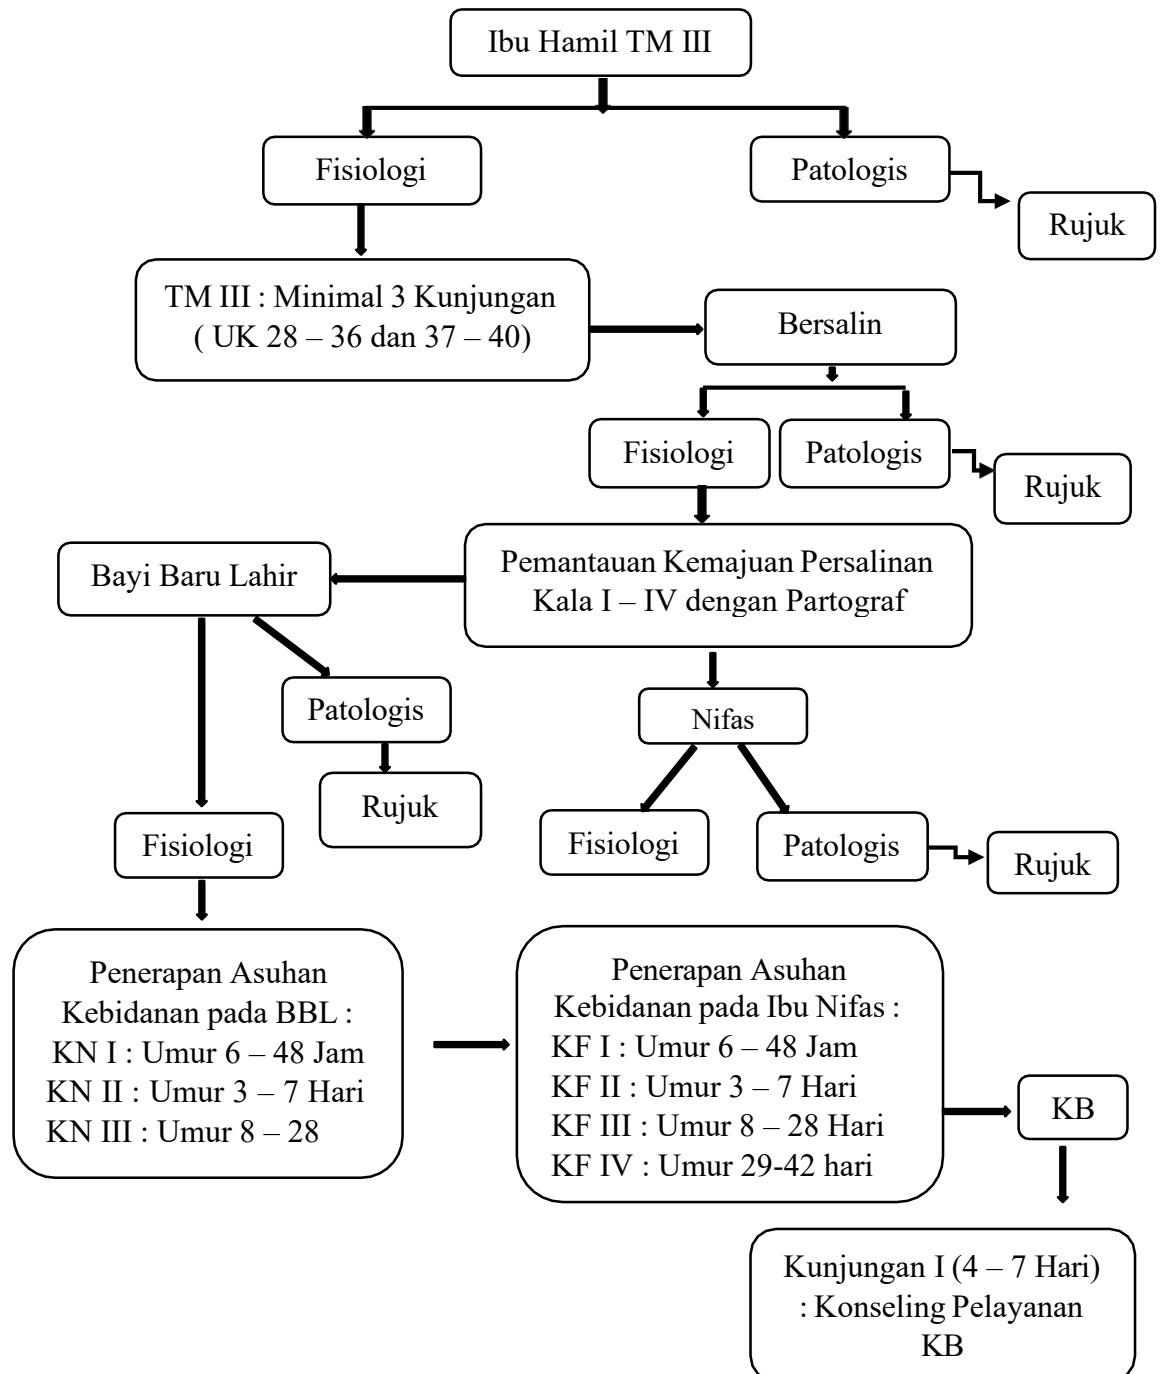 Ibu Hamil TM III
Fisiologi
Patologis
Rujuk
TM III : Minimal 3 Kunjungan
( UK 28 – 36 dan 37 – 40)
Bersalin
Fisiologi
Patologis
Rujuk
Pemantauan Kemajuan Persalinan
Kala I – IV dengan Partograf
Bayi Baru Lahir
Patologis
Rujuk
Nifas
Fisiologi
Fisiologi
Patologis
Rujuk
Penerapan Asuhan
Kebidanan pada BBL :
KN I : Umur 6 – 48 Jam
KN II : Umur 3 – 7 Hari
KN III : Umur 8 – 28
Penerapan Asuhan
Kebidanan pada Ibu Nifas :
KF I : Umur 6 – 48 Jam
KF II : Umur 3 – 7 Hari
KF III : Umur 8 – 28 Hari
KF IV : Umur 29-42 hari
KB
Kunjungan I (4 – 7 Hari)
: Konseling Pelayanan
KB